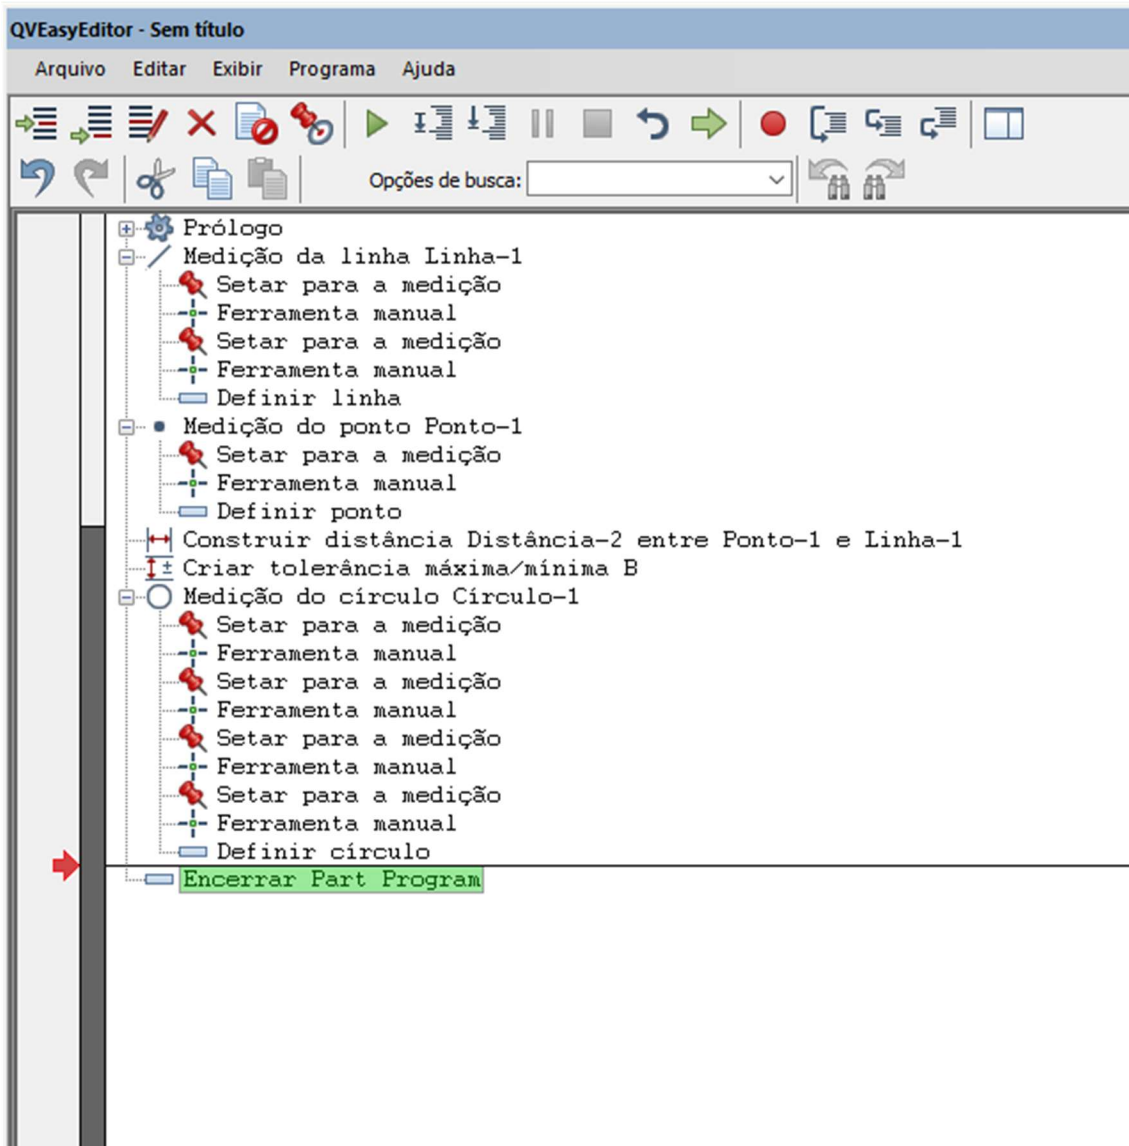 QVEasyEditor - Sem título
Arquivo Editar Exibir Programa Ajuda
Opções de busca:
Prólogo
Medição da linha Linha-1
Setar para a medição
Ferramenta manual
Setar para a medição
Ferramenta manual
Definir linha
Medição do ponto Ponto-1
Setar para a medição
Ferramenta manual
Definir ponto
Construir distância Distância-2 entre Ponto-1 e Linha-1
Criar tolerância máxima/mínima B
Medição do círculo Círculo-1
Setar para a medição
Ferramenta manual
Setar para a medição
Ferramenta manual
Setar para a medição
Ferramenta manual
Setar para a medição
Ferramenta manual
Definir círculo
Encerrar Part Program